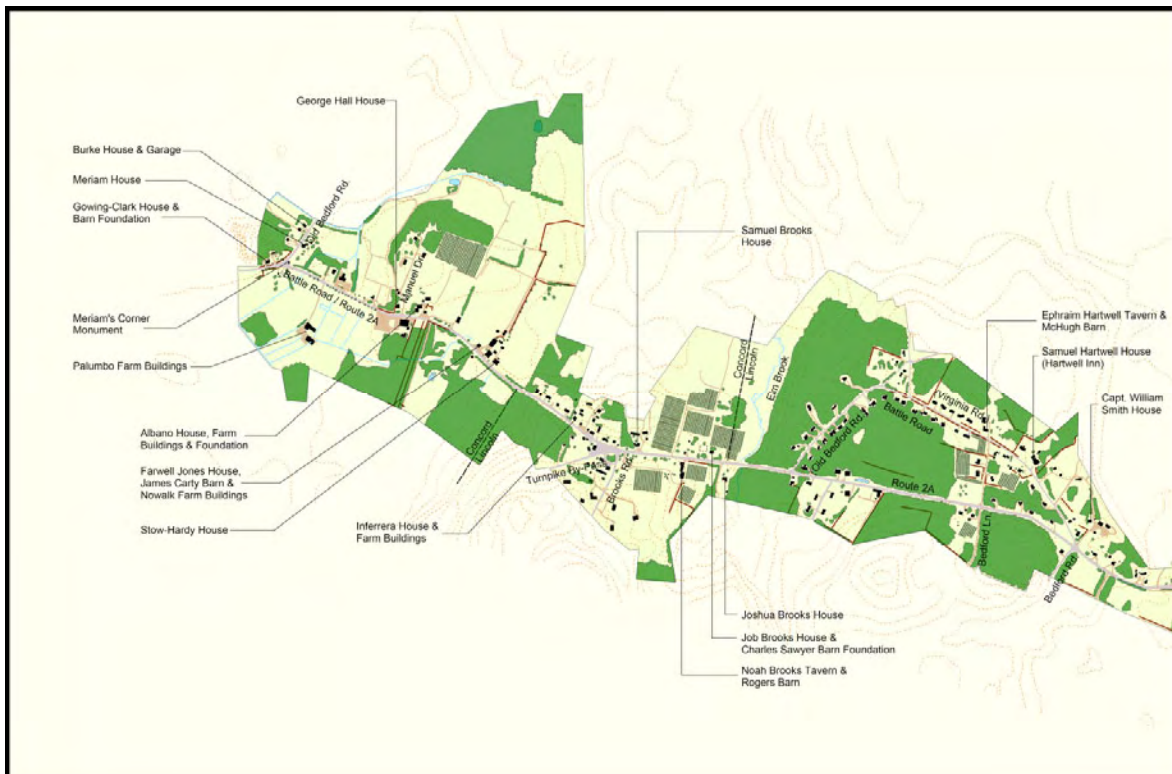 George Hall House
Burke House & Garage
Meriam House
Gowing-Clark House &
Barn Foundation
Old Bedford Rd.
Samuel Brooks
House
Manuel Dr.
Battle Road / Route 2A
Meriam's Corner
Monument
Palumbo Farm Buildings
Ephraim Hartwell Tavern &
McHugh Barn
Samuel Hartwell House
(Hartwell Inn)
Capt. William
Smith House
Concord
Lincoln
Elm Brook
Virginia Rd.
Battle Road
Old Bedford Rd.
Albano House, Farm
Buildings & Foundation
Concord
Lincoln
Farwell Jones House,
James Carty Barn &
Nowalk Farm Buildings
Turnpike By-Pass
Brooks Rd.
Route 2A
Stow-Hardy House
Inferrera House &
Farm Buildings
Bedford Ln.
Bedford Rd.
Joshua Brooks House
Job Brooks House &
Charles Sawyer Barn Foundation
Noah Brooks Tavern &
Rogers Barn